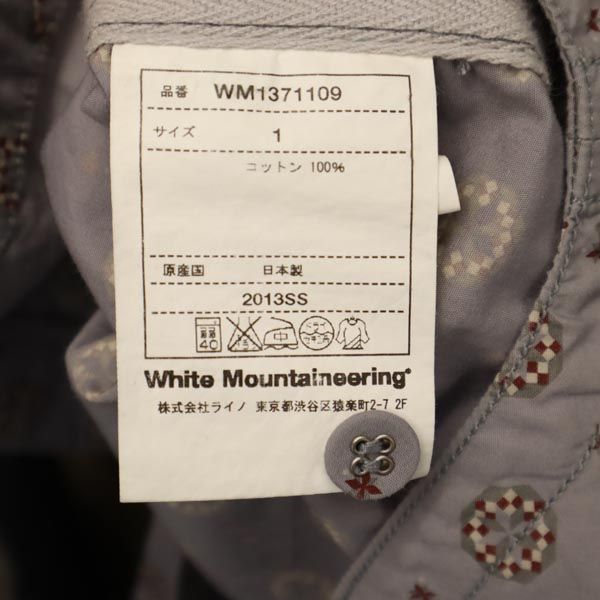 品番 WM1371109
サイズ 1
コットン 100%
原産国 日本製
2013SS
40
White Mountaineering
株式会社ライノ 東京都渋谷区猿楽町2-7 2F